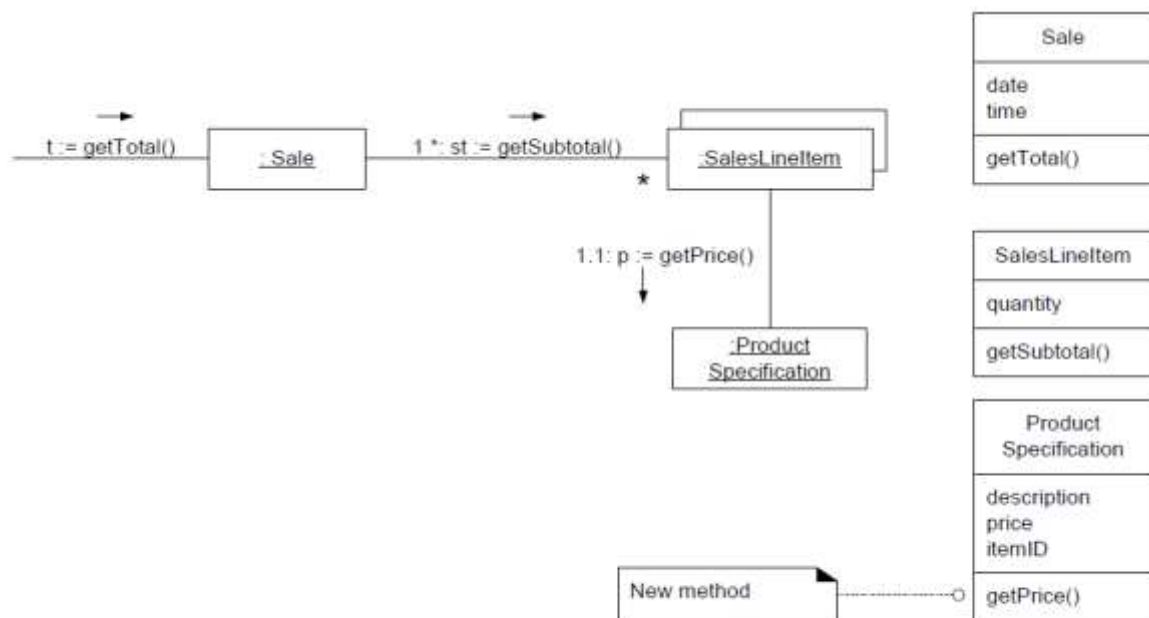 t := getTotal()
: Sale
1 *: st := getSubtotal()
*
:SalesLineItem
1.1: p := getPrice()
:Product
Specification
Sale
date
time
getTotal()
SalesLineItem
quantity
getSubtotal()
Product
Specification
description
price
itemID
getPrice()
New method